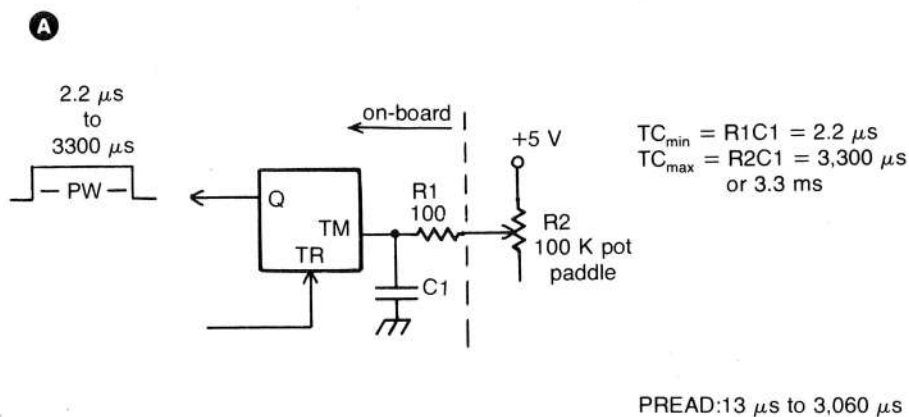 A
2.2 µs
to
3300 µs
PW
on-board
+5 V
TCmin = R1C1 = 2.2 µs
TCmax = R2C1 = 3,300 µs
or 3.3 ms
Q
TM
TR
R1
100
R2
100 K pot
paddle
C1
PREAD:13 µs to 3,060 µs